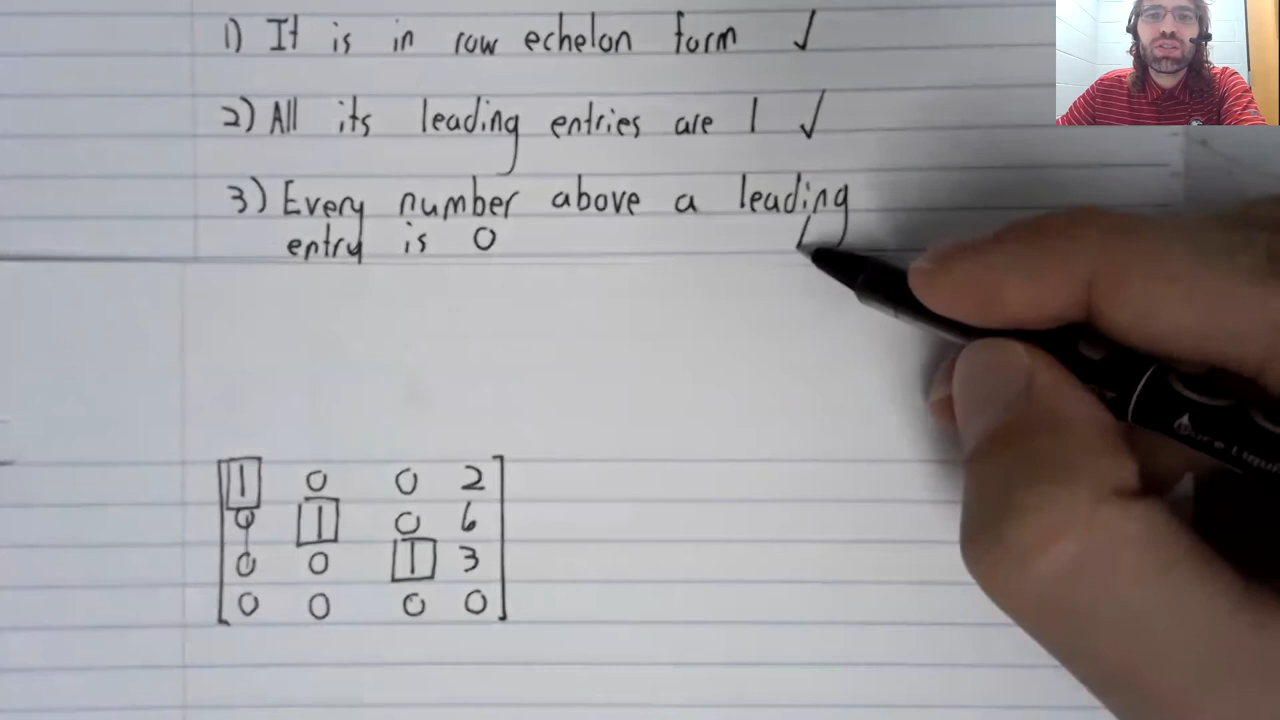 1) It is in row echelon form ✓
2) All its leading entries are 1 ✓
3) Every number above a leading
entry is 0
1 0 0 2
0 1 0 6
0 0 1 3
0 0 0 0